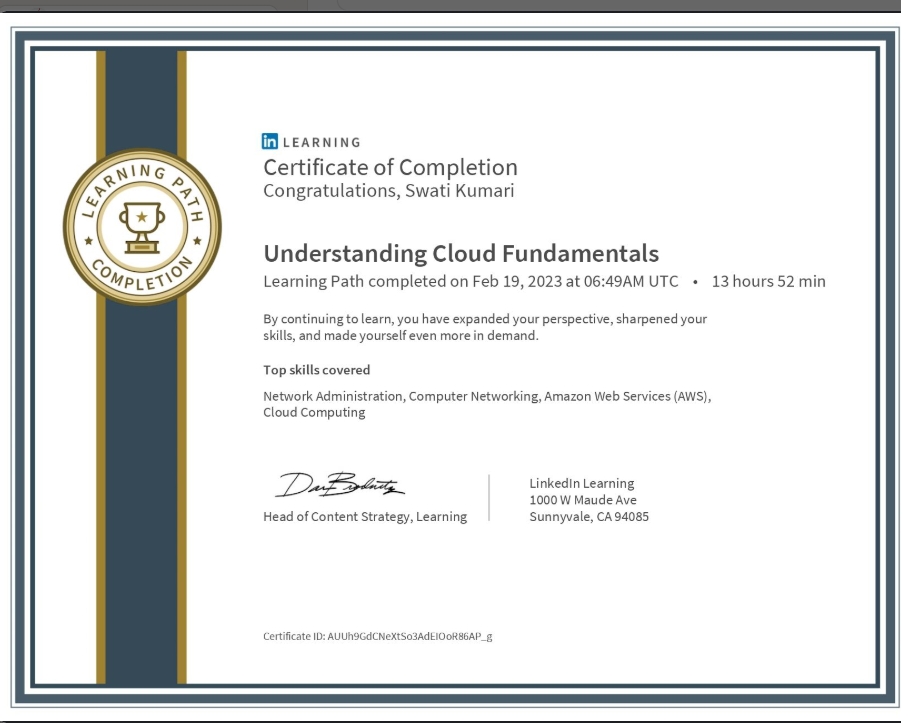 LEARNING PATH
COMPLETION
in LEARNING
Certificate of Completion
Congratulations, Swati Kumari
Understanding Cloud Fundamentals
Learning Path completed on Feb 19, 2023 at 06:49AM UTC • 13 hours 52 min
By continuing to learn, you have expanded your perspective, sharpened your
skills, and made yourself even more in demand.
Top skills covered
Network Administration, Computer Networking, Amazon Web Services (AWS),
Cloud Computing
Head of Content Strategy, Learning
LinkedIn Learning
1000 W Maude Ave
Sunnyvale, CA 94085
Certificate ID: AUUh9GdCNeXtSo3AdEIOoR86AP_g